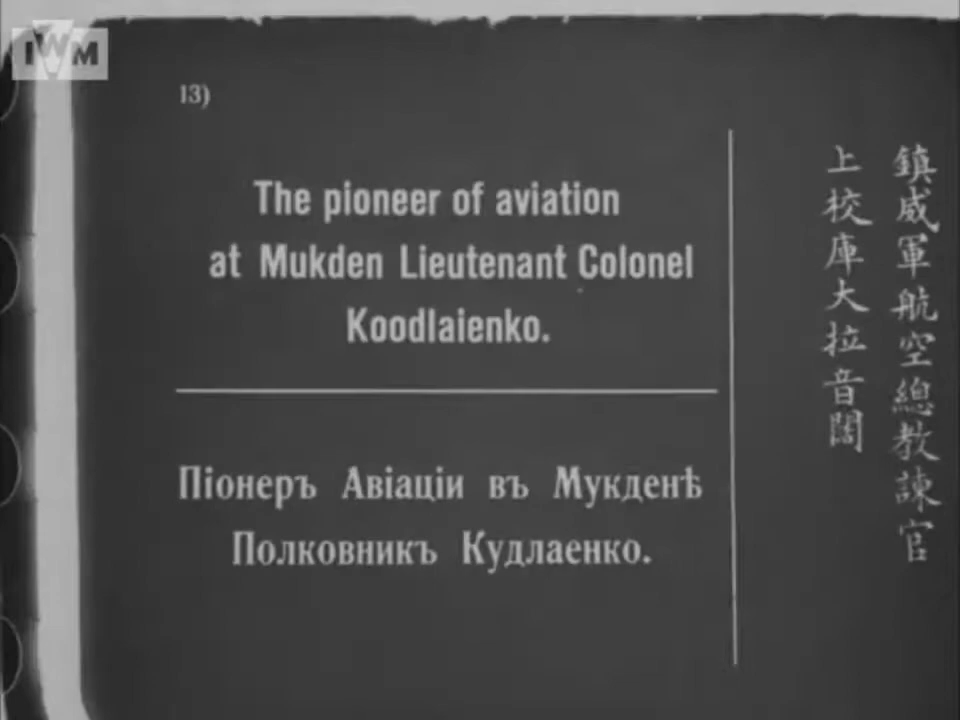 IWM
13)
The pioneer of aviation
at Mukden Lieutenant Colonel
Koodlaienko.
Піонеръ Авіаціи въ Мукденѣ
Полковникъ Кудлаенко.
鎮威軍航空總教諫官
上校庫大拉音闊